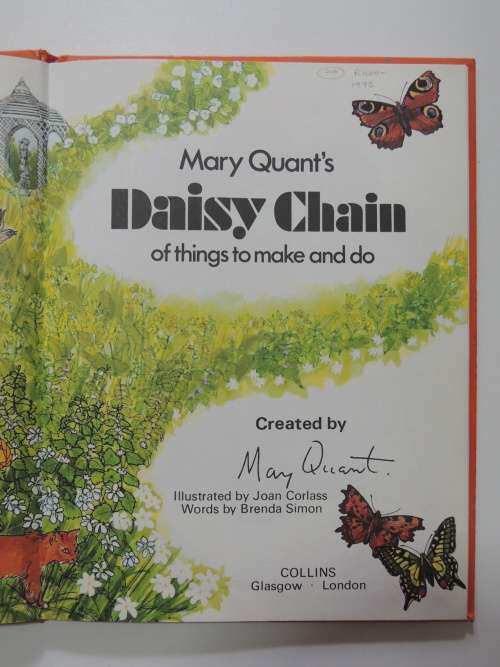 Mary Quant's
Daisy Chain
of things to make and do
Created by
Mary Quant.
Illustrated by Joan Corlass
Words by Brenda Simon
COLLINS
Glasgow · London